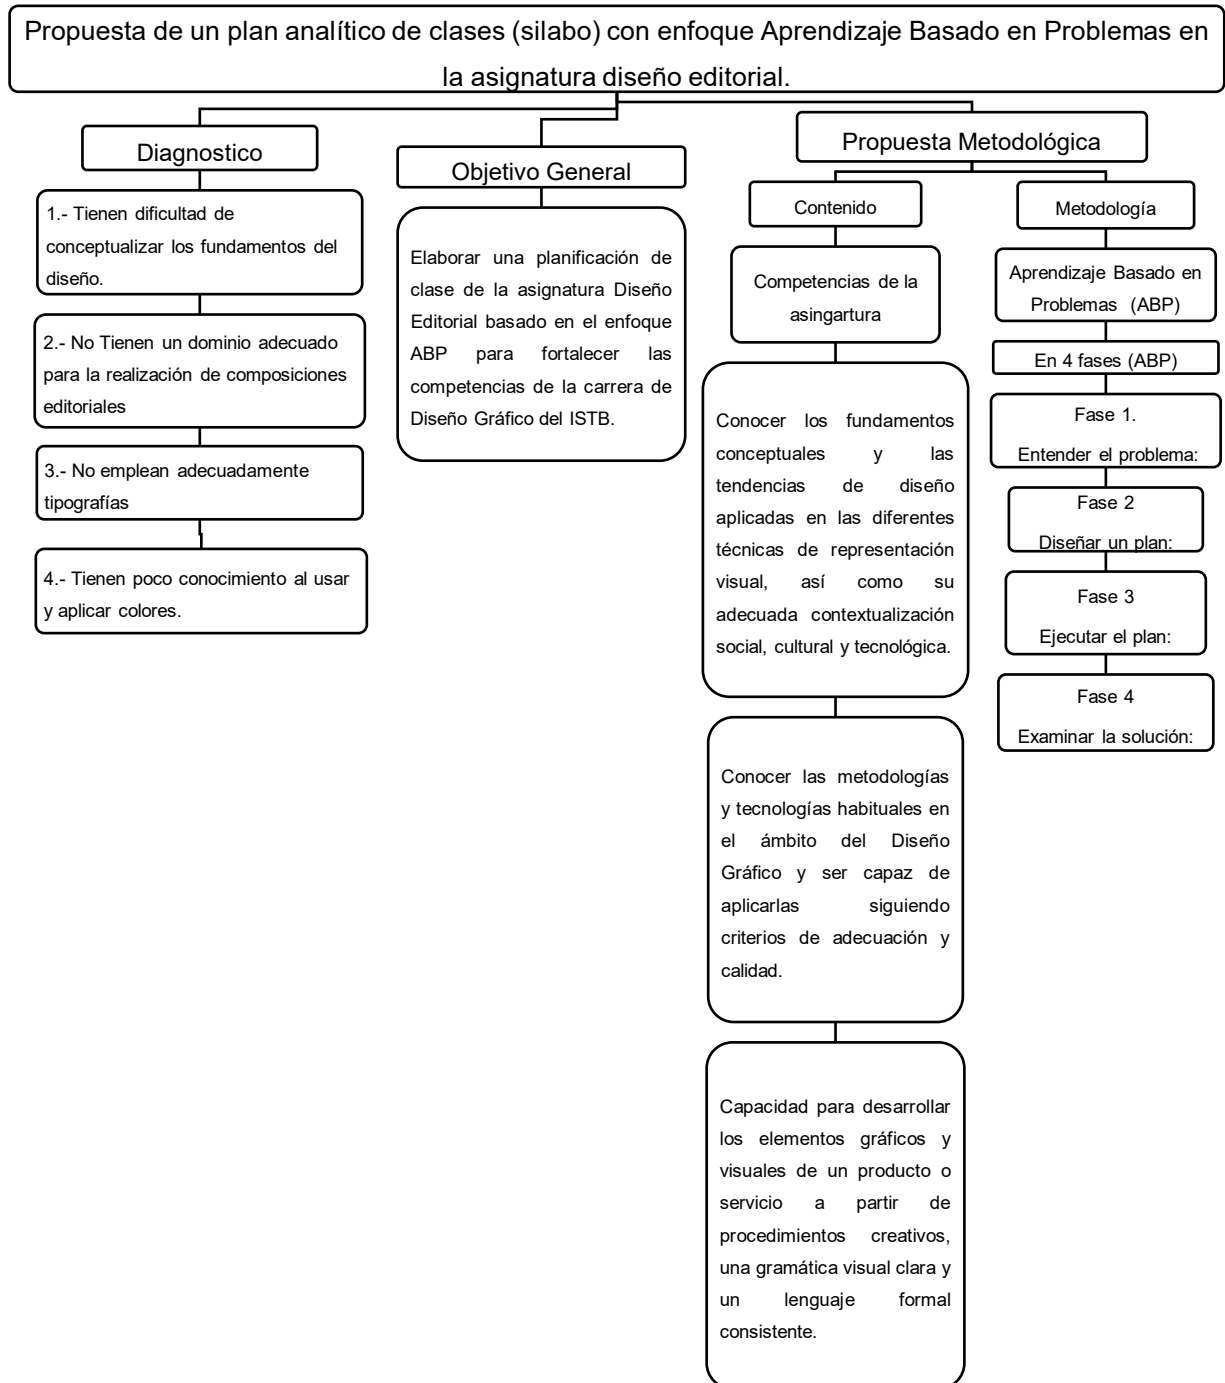 Propuesta de un plan analítico de clases (silabo) con enfoque Aprendizaje Basado en Problemas en
la asignatura diseño editorial.
Diagnostico
1.- Tienen dificultad de
conceptualizar los fundamentos del
diseño.
2.- No Tienen un dominio adecuado
para la realización de composiciones
editoriales
3.- No emplean adecuadamente
tipografías
4.- Tienen poco conocimiento al usar
y aplicar colores.
Objetivo General
Elaborar una planificación de
clase de la asignatura Diseño
Editorial basado en el enfoque
ABP para fortalecer las
competencias de la carrera de
Diseño Gráfico del ISTB.
Propuesta Metodológica
Contenido
Competencias de la
asingartura
Conocer los fundamentos
conceptuales y las
tendencias de diseño
aplicadas en las diferentes
técnicas de representación
visual, así como su
adecuada contextualización
social, cultural y tecnológica.
Conocer las metodologías
y tecnologías habituales en
el ámbito del Diseño
Gráfico y ser capaz de
aplicarlas siguiendo
criterios de adecuación y
calidad.
Capacidad para desarrollar
los elementos gráficos y
visuales de un producto o
servicio a partir de
procedimientos creativos,
una gramática visual clara y
un lenguaje formal
consistente.
Metodología
Aprendizaje Basado en
Problemas (ABP)
En 4 fases (ABP)
Fase 1.
Entender el problema:
Fase 2
Diseñar un plan:
Fase 3
Ejecutar el plan:
Fase 4
Examinar la solución: